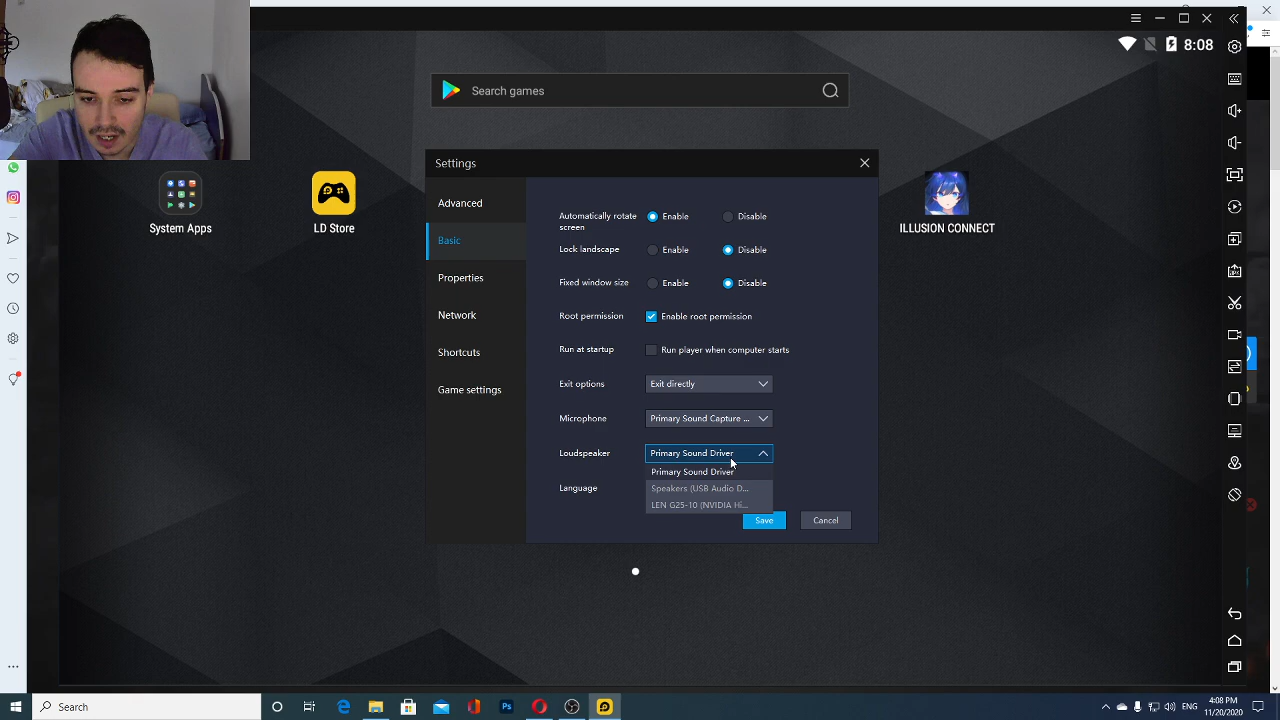 8:08
Search games
Settings
System Apps
LD Store
ILLUSION CONNECT
Advanced
Basic
Properties
Network
Shortcuts
Game settings
Automatically rotate
screen
Enable
Disable
Lock landscape
Enable
Disable
Fixed window size
Enable
Disable
Root permission
Enable root permission
Run at startup
Run player when computer starts
Exit options
Exit directly
Microphone
Primary Sound Capture ...
Loudspeaker
Primary Sound Driver
Primary Sound Driver
Speakers (USB Audio D...
LEN G25-10 (NVIDIA Hi...
Language
Save
Cancel
Search
Ps
ENG
4:08 PM
11/20/2020